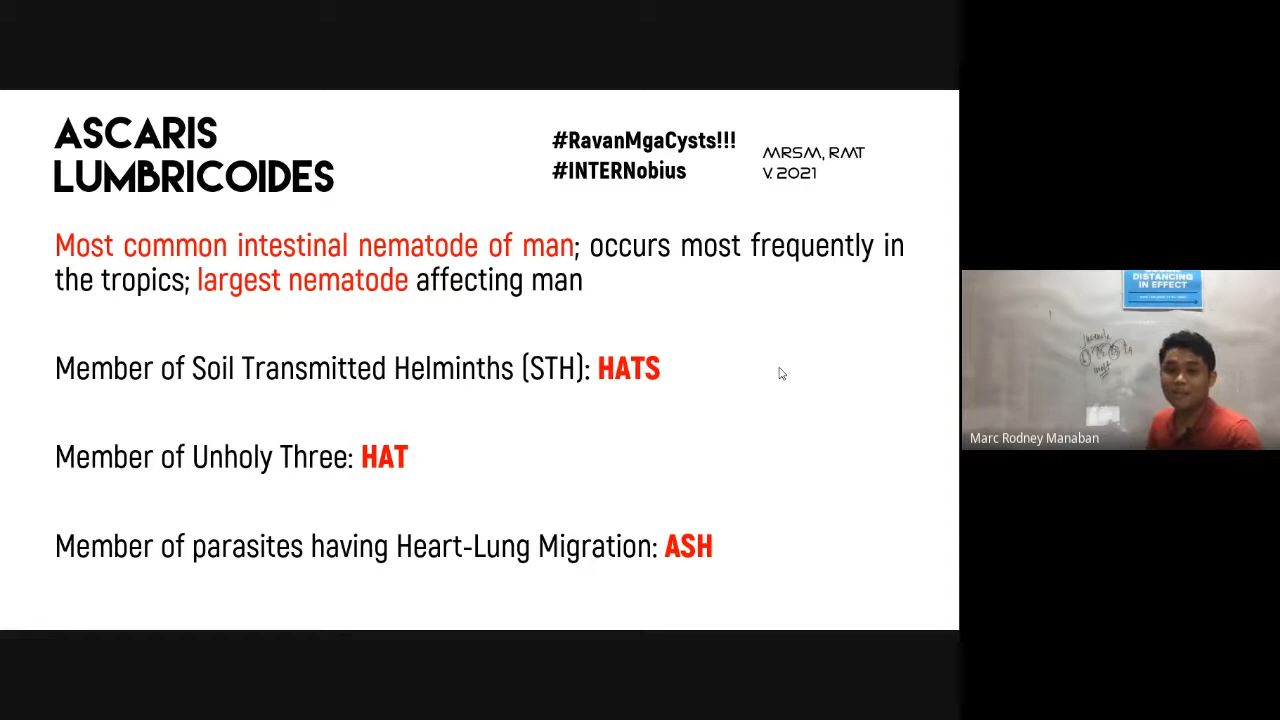 ASCARIS
LUMBRICOIDES
#RavanMgaCysts!!!
#INTERNobius
MRSM, RMT
V. 2021
Most common intestinal nematode of man; occurs most frequently in
the tropics; largest nematode affecting man
Member of Soil Transmitted Helminths (STH): HATS
Member of Unholy Three: HAT
Member of parasites having Heart-Lung Migration: ASH
DISTANCING
IN EFFECT
Marc Rodney Manaban